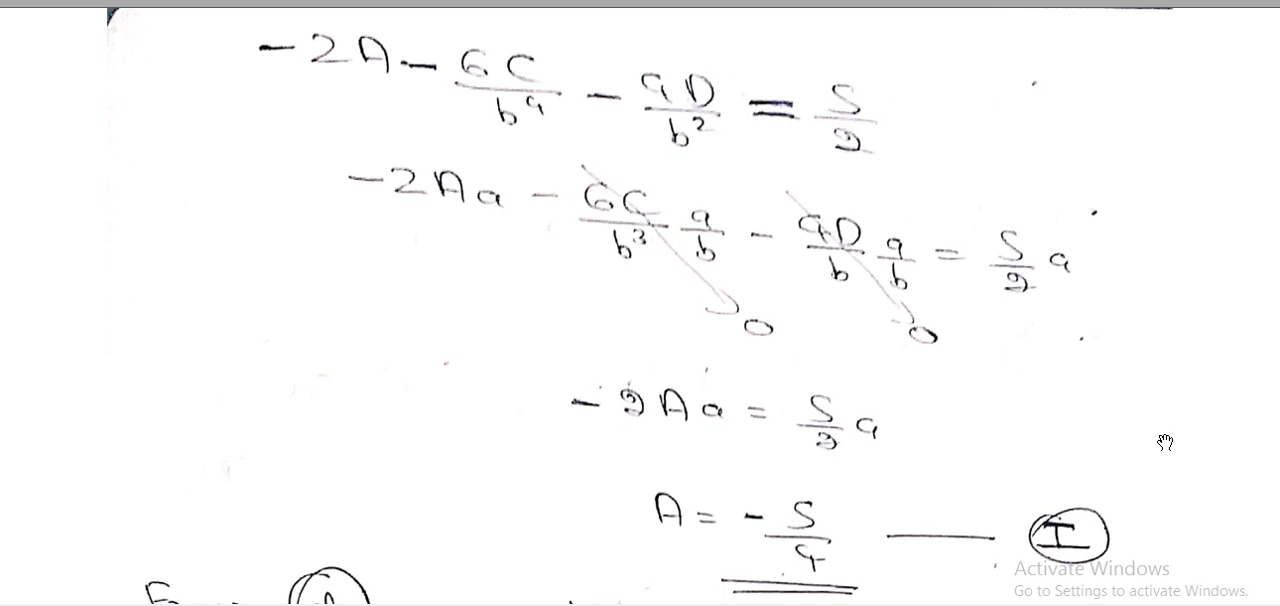 -2A - 6C/b⁴ - 4D/b² = S/2
-2Aa - 6C/b³ a/b - 4D/b a/b = S/2 a
0 0
-2Aa = S/2 a
A = -S/4 —— I
Activate Windows
Go to Settings to activate Windows.